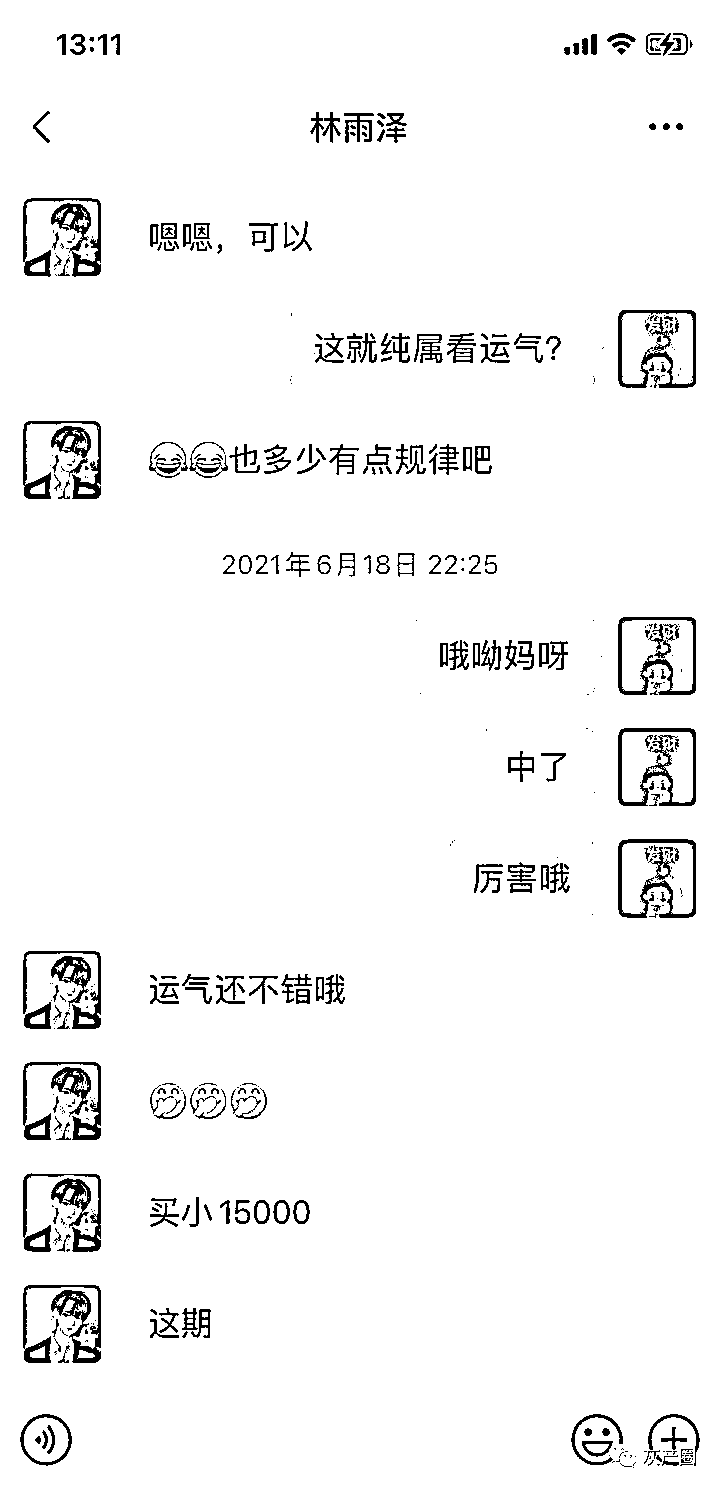 13:11
林雨泽
嗯嗯，可以
这就纯属看运气？
😂😂也多少有点规律吧
2021年6月18日 22:25
哦呦妈呀
中了
厉害哦
运气还不错哦
🤭🤭🤭
买小15000
这期
灰产圈